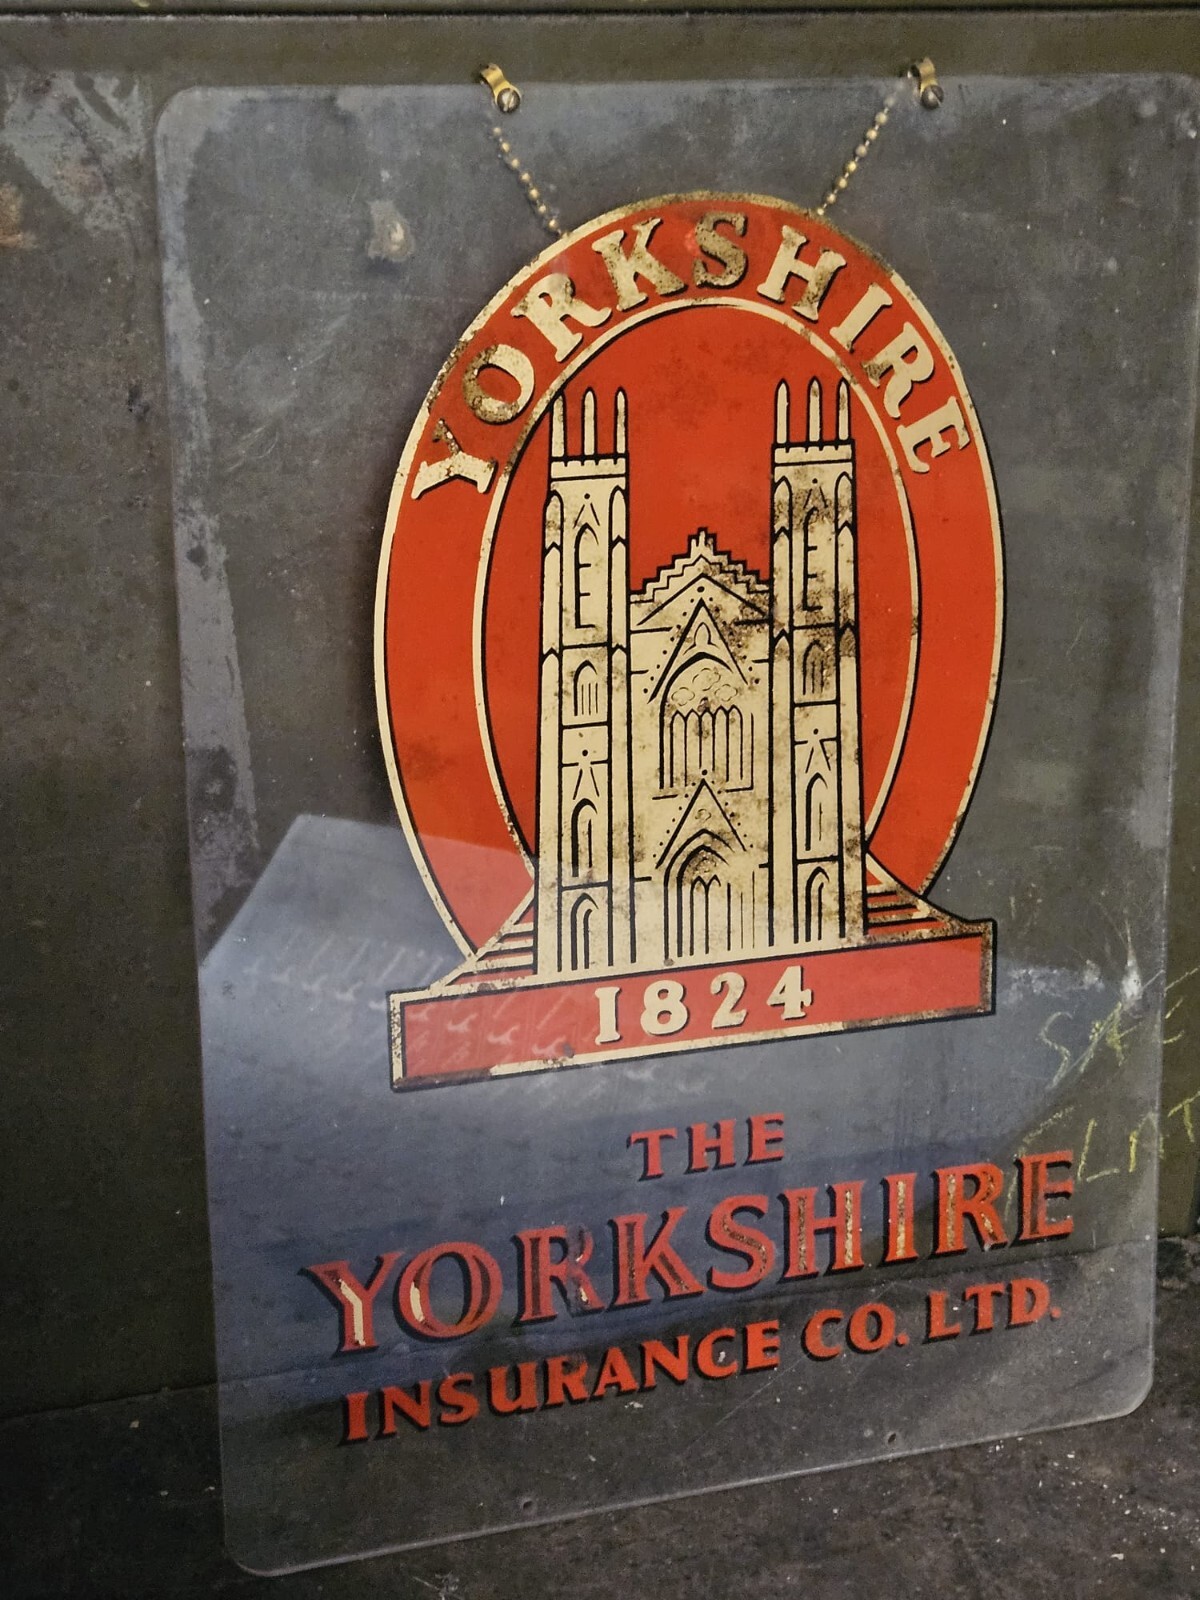 YORKSHIRE
1824
THE
YORKSHIRE
INSURANCE CO. LTD.